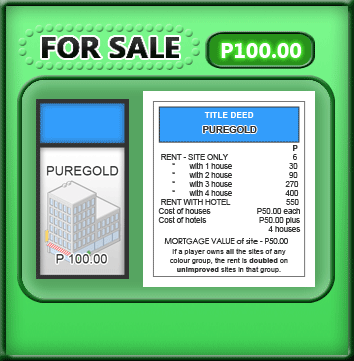 FOR SALE
P100.00
PUREGOLD
P 100.00
TITLE DEED
PUREGOLD
P
RENT - SITE ONLY 6
" with 1 house 30
" with 2 house 90
" with 3 house 270
" with 4 house 400
RENT WITH HOTEL 550
Cost of houses P50.00 each
Cost of hotels P50.00 plus
4 houses
MORTGAGE VALUE of site - P50.00
If a player owns all the sites of any
colour group, the rent is doubled on
unimproved sites in that group.